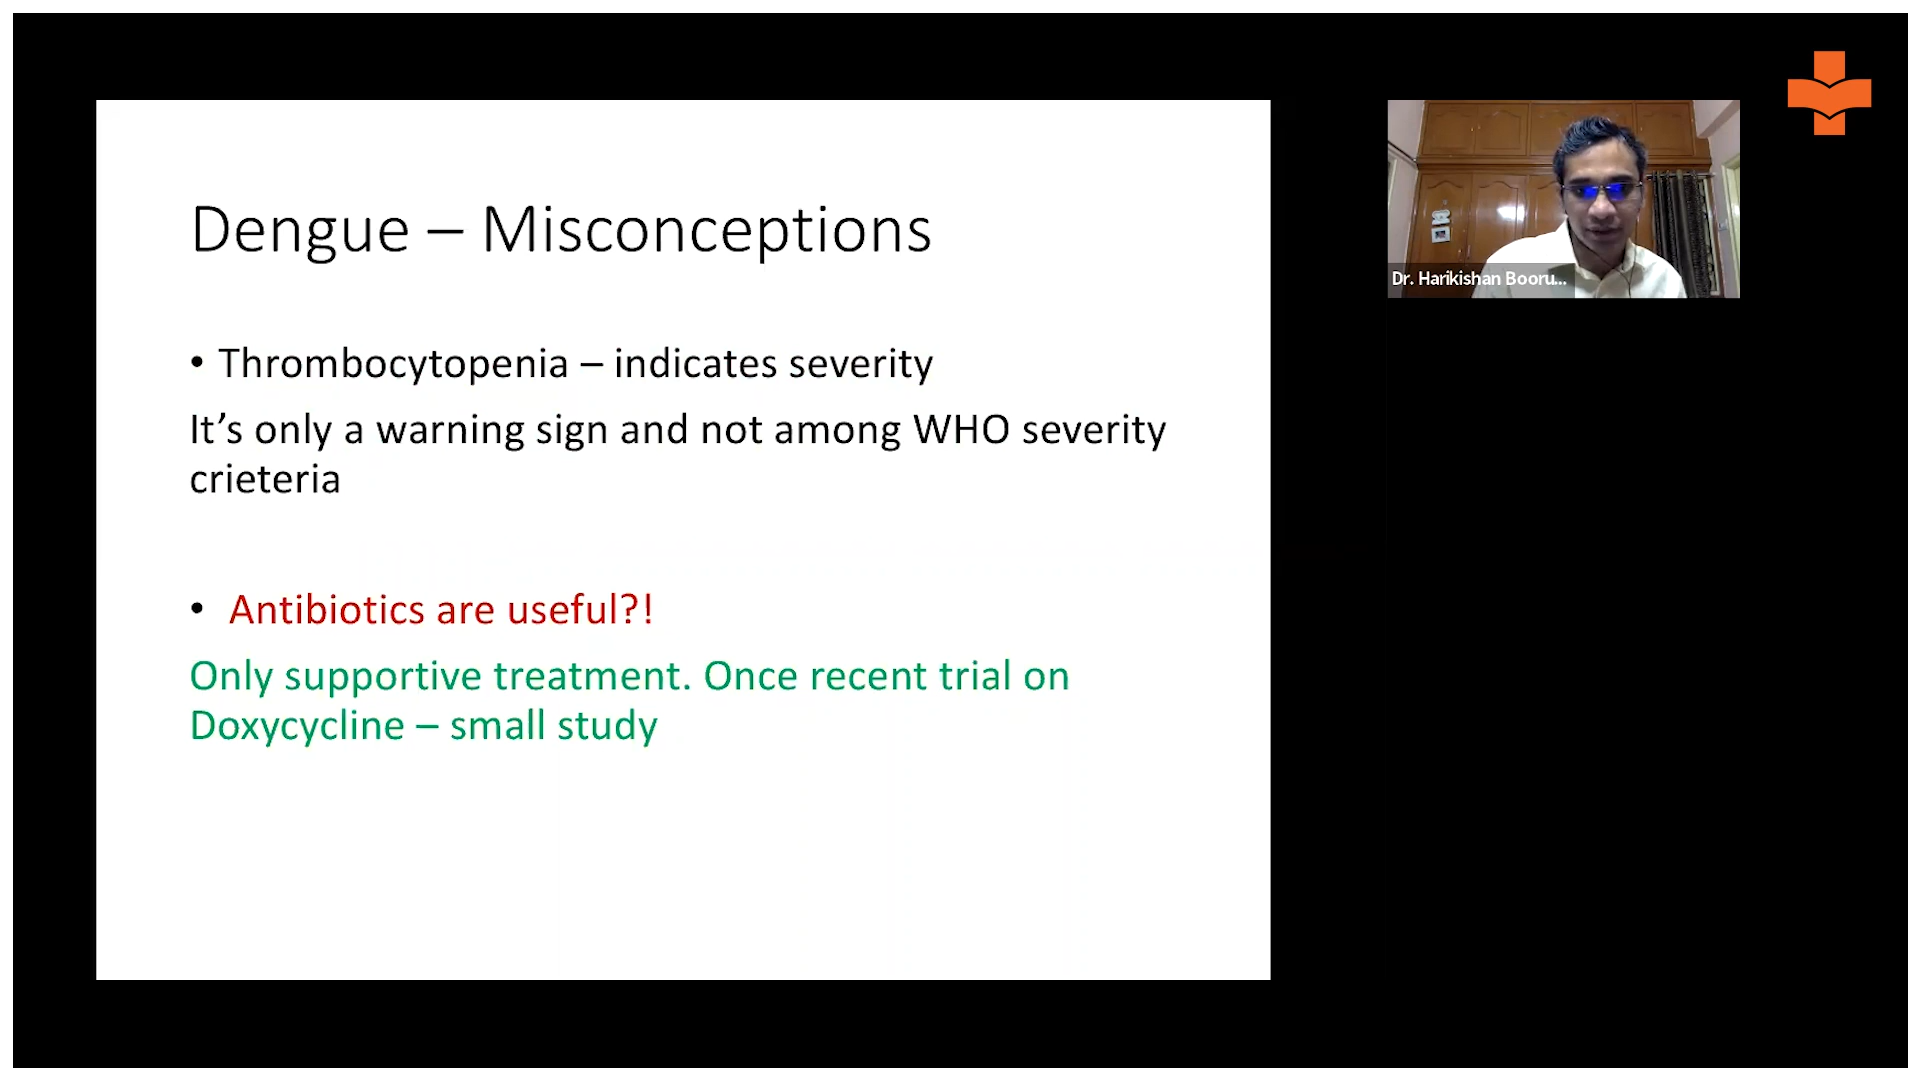 Dengue – Misconceptions
• Thrombocytopenia – indicates severity
It’s only a warning sign and not among WHO severity
crieteria
• Antibiotics are useful?!
Only supportive treatment. Once recent trial on
Doxycycline – small study
Dr. Harikishan Booru...